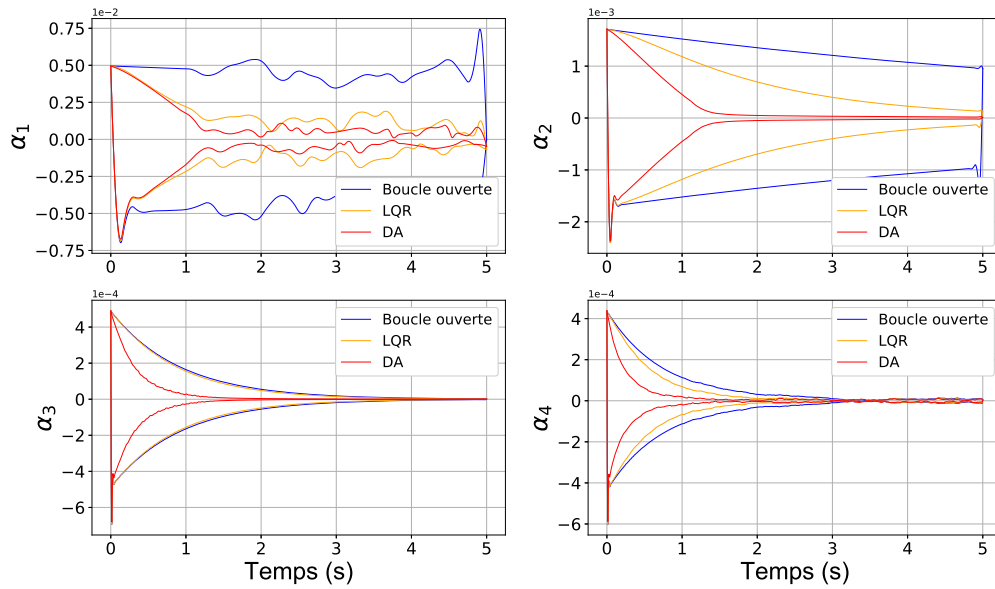 1e−2
0.75
0.50
0.25
0.00
−0.25
−0.50
−0.75
α1
0 1 2 3 4 5
Boucle ouverte
LQR
DA
1e−3
1
0
−1
−2
α2
0 1 2 3 4 5
Boucle ouverte
LQR
DA
1e−4
4
2
0
−2
−4
−6
α3
0 1 2 3 4 5
Temps (s)
Boucle ouverte
LQR
DA
1e−4
4
2
0
−2
−4
−6
α4
0 1 2 3 4 5
Temps (s)
Boucle ouverte
LQR
DA